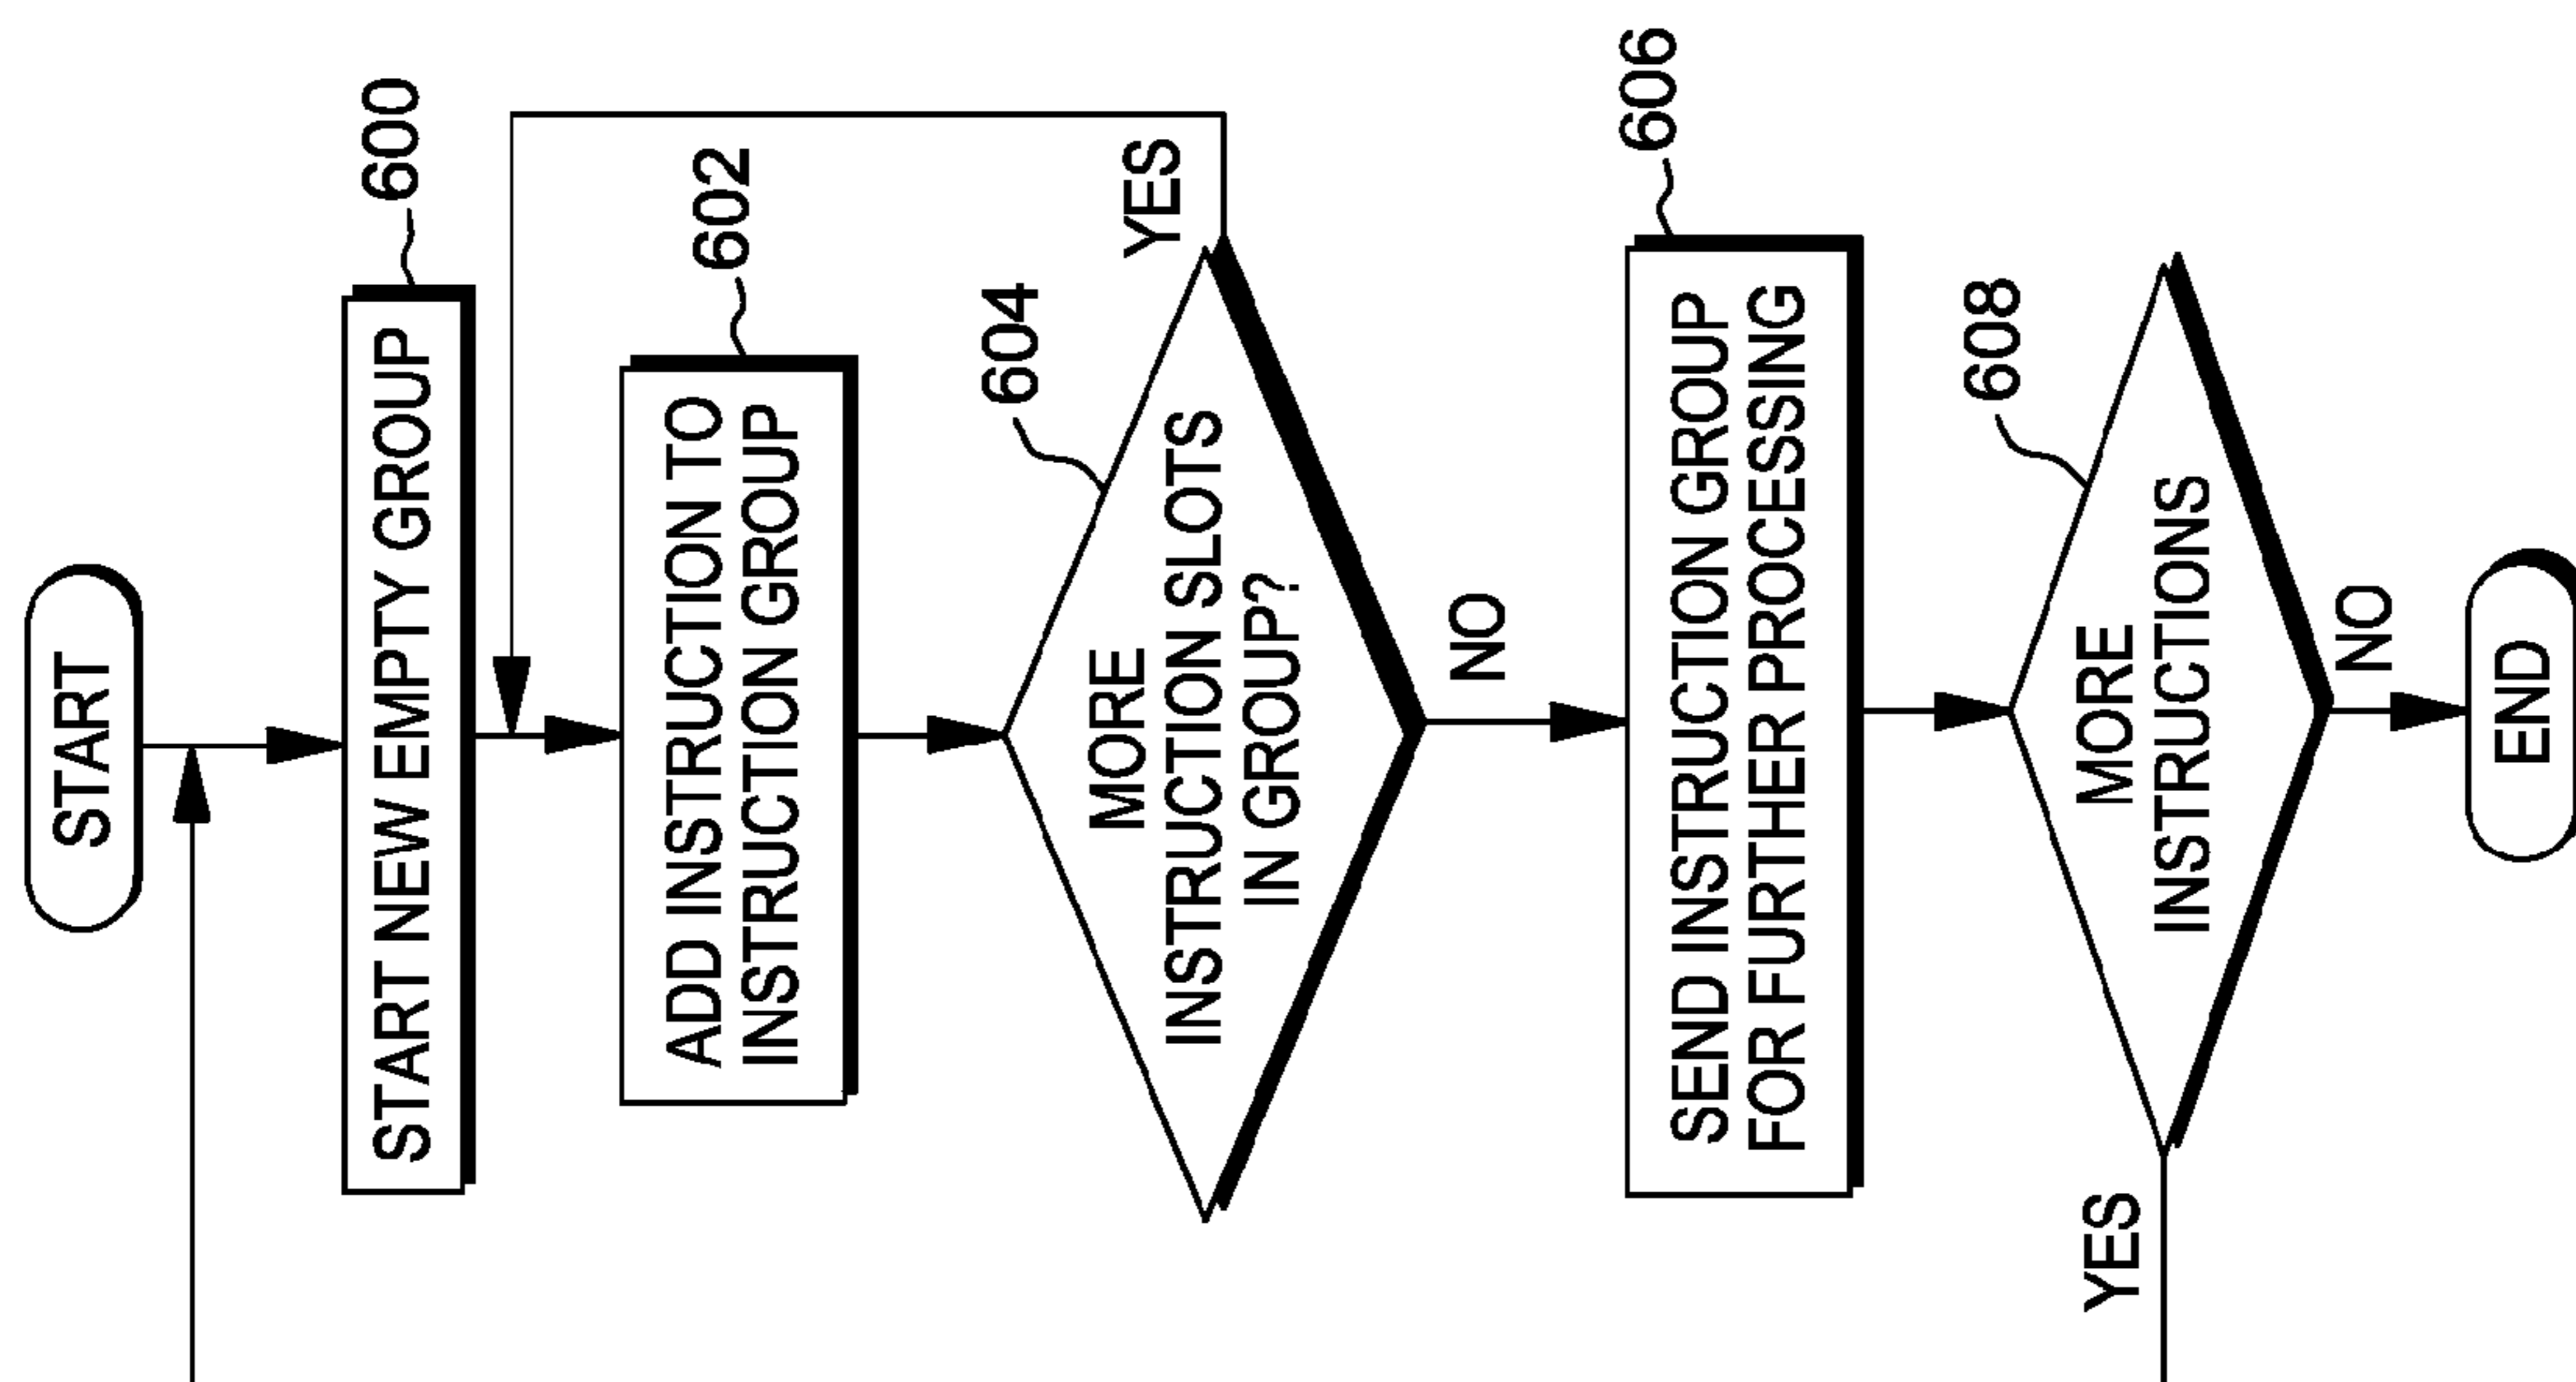 START
START NEW EMPTY GROUP
600
ADD INSTRUCTION TO
INSTRUCTION GROUP
602
MORE
INSTRUCTION SLOTS
IN GROUP?
604
YES
NO
SEND INSTRUCTION GROUP
FOR FURTHER PROCESSING
606
MORE
INSTRUCTIONS
608
YES
NO
END